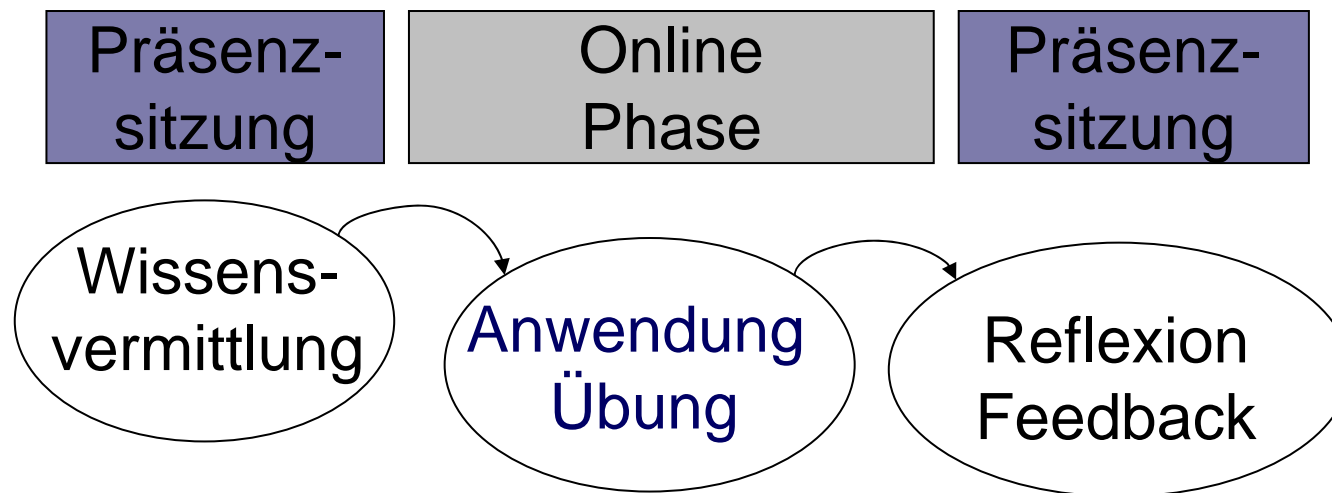 Präsenz-
sitzung
Online
Phase
Präsenz-
sitzung
Wissens-
vermittlung
Anwendung
Übung
Reflexion
Feedback